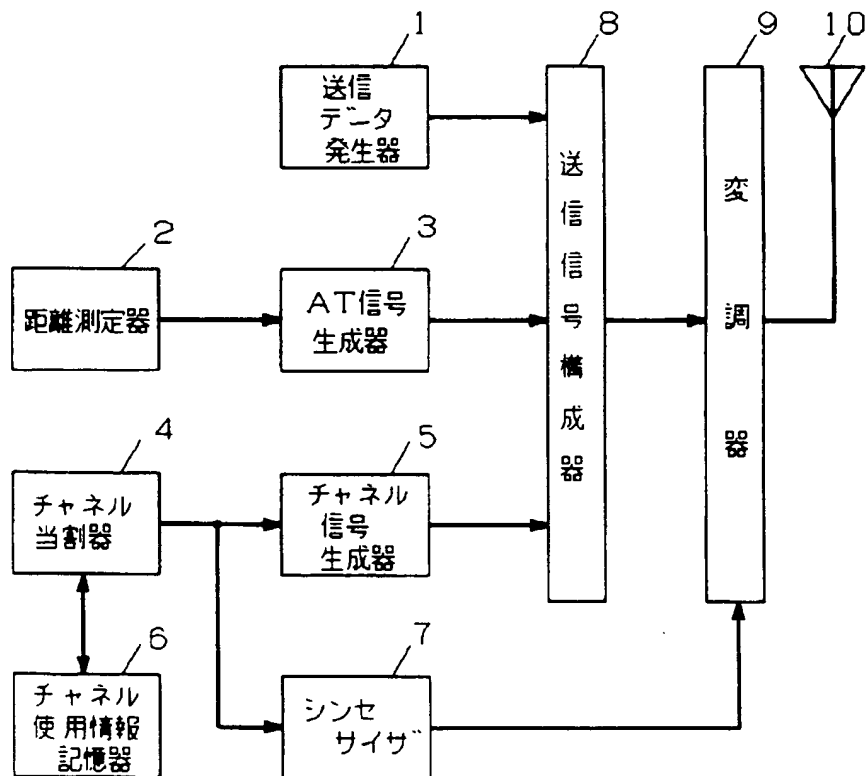 1
8
9
10
送信
データ
発生器
送信信号構成器
変調器
2
3
距離測定器
AT信号
生成器
4
5
チャネル
当割器
チャネル
信号
生成器
6
7
チャネル
使用情報
記憶器
シンセ
サイザ